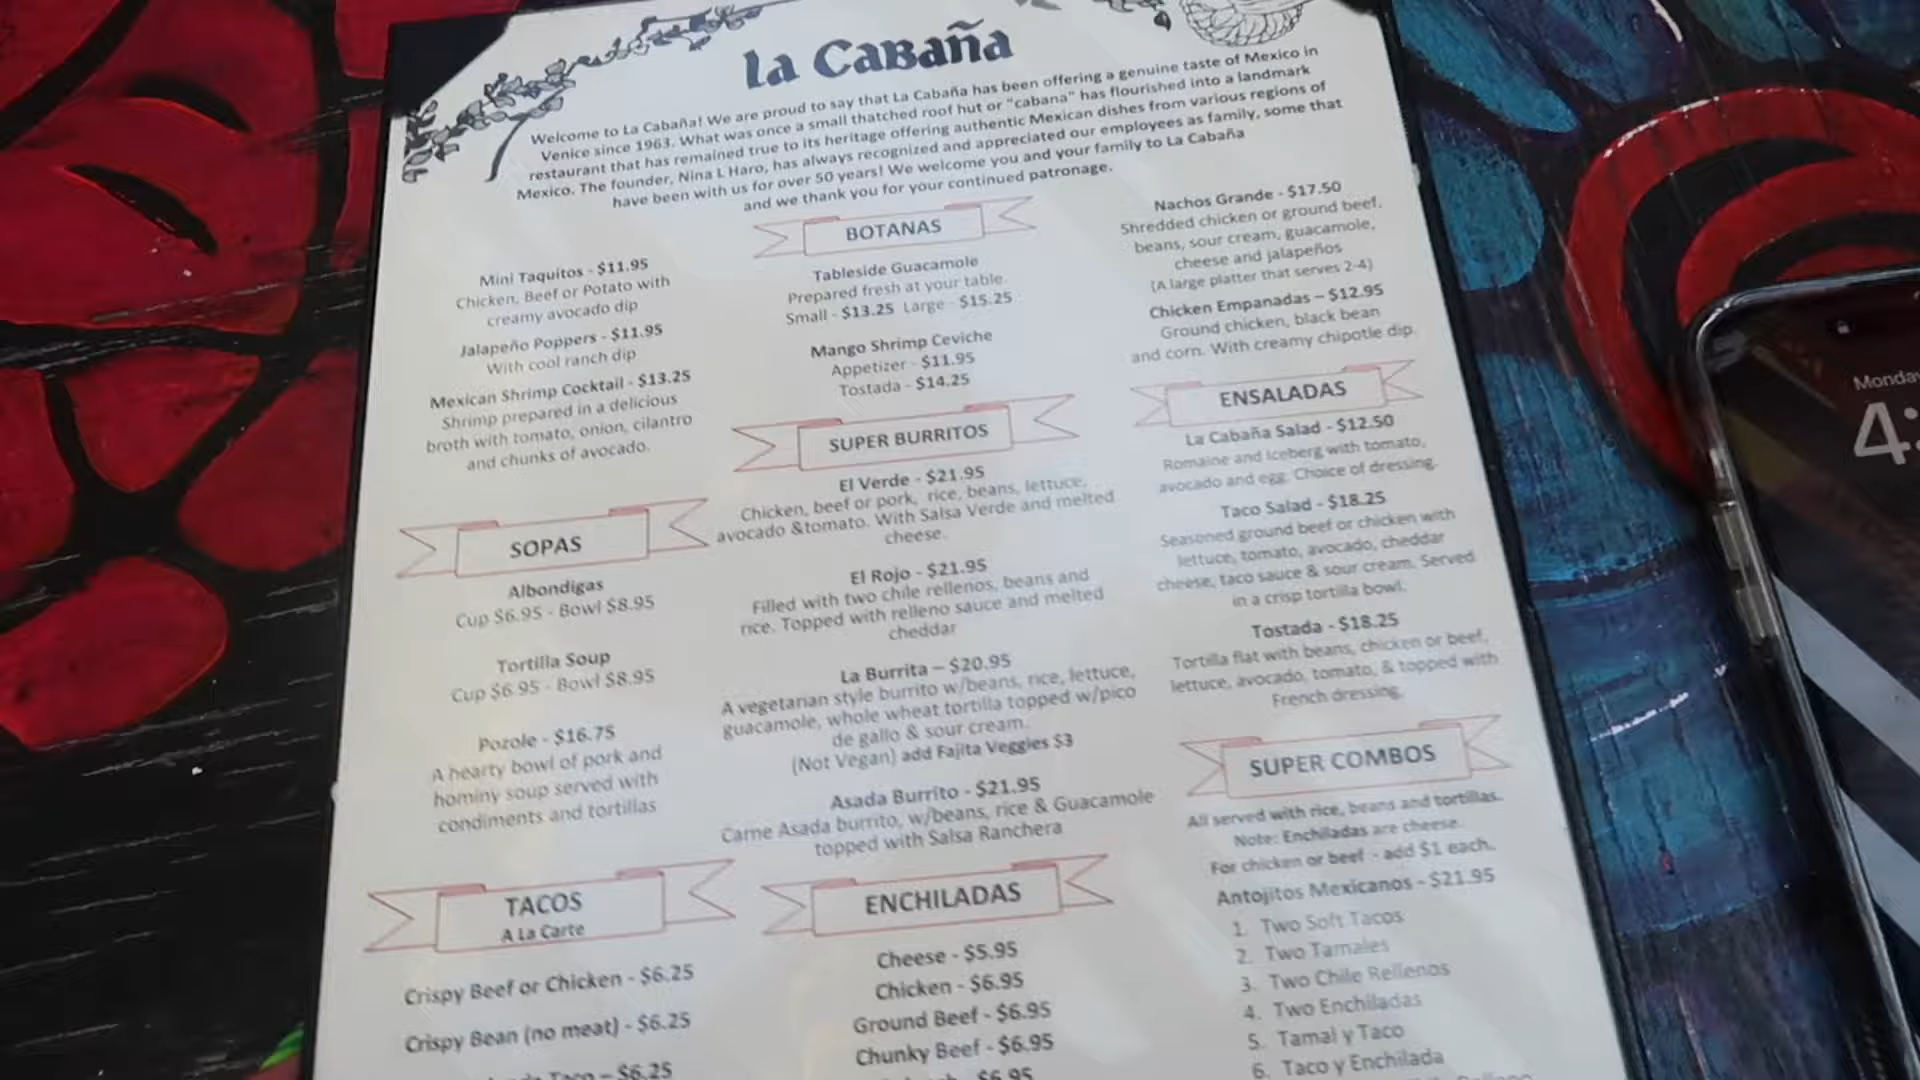 la Cabaña
Welcome to La Cabaña! We are proud to say that La Cabaña has been offering a genuine taste of Mexico in
Venice since 1963. What was once a small thatched roof hut or "cabana" has flourished into a landmark
restaurant that has remained true to its heritage offering authentic Mexican dishes from various regions of
Mexico. The founder, Nina L Haro, has always recognized and appreciated our employees as family, some that
have been with us for over 50 years! We welcome you and your family to La Cabaña
and we thank you for your continued patronage.
Mini Taquitos - $11.95
Chicken, Beef or Potato with
creamy avocado dip
Jalapeño Poppers - $11.95
With cool ranch dip
Mexican Shrimp Cocktail - $13.25
Shrimp prepared in a delicious
broth with tomato, onion, cilantro
and chunks of avocado.
SOPAS
Albondigas
Cup $6.95 - Bowl $8.95
Tortilla Soup
Cup $6.95 - Bowl $8.95
Pozole - $16.75
A hearty bowl of pork and
hominy soup served with
condiments and tortillas
TACOS
A La Carte
Crispy Beef or Chicken - $6.25
Crispy Bean (no meat) - $6.25
Taco – $6.25
BOTANAS
Tableside Guacamole
Prepared fresh at your table.
Small - $13.25 Large - $15.25
Mango Shrimp Ceviche
Appetizer - $11.95
Tostada - $14.25
SUPER BURRITOS
El Verde - $21.95
Chicken, beef or pork, rice, beans, lettuce,
avocado &tomato. With Salsa Verde and melted
cheese.
El Rojo - $21.95
Filled with two chile rellenos, beans and
rice. Topped with relleno sauce and melted
cheddar
La Burrita – $20.95
A vegetarian style burrito w/beans, rice, lettuce,
guacamole, whole wheat tortilla topped w/pico
de gallo & sour cream.
(Not Vegan) add Fajita Veggies $3
Asada Burrito - $21.95
Carne Asada burrito, w/beans, rice & Guacamole
topped with Salsa Ranchera
ENCHILADAS
Cheese - $5.95
Chicken - $6.95
Ground Beef - $6.95
Chunky Beef - $6.95
$6.95
Nachos Grande - $17.50
Shredded chicken or ground beef,
beans, sour cream, guacamole,
cheese and jalapeños
(A large platter that serves 2-4)
Chicken Empanadas – $12.95
Ground chicken, black bean
and corn. With creamy chipotle dip.
ENSALADAS
La Cabaña Salad - $12.50
Romaine and Iceberg with tomato,
avocado and egg. Choice of dressing.
Taco Salad - $18.25
Seasoned ground beef or chicken with
lettuce, tomato, avocado, cheddar
cheese, taco sauce & sour cream. Served
in a crisp tortilla bowl.
Tostada - $18.25
Tortilla flat with beans, chicken or beef,
lettuce, avocado, tomato, & topped with
French dressing.
SUPER COMBOS
All served with rice, beans and tortillas.
Note: Enchiladas are cheese.
For chicken or beef - add $1 each.
Antojitos Mexicanos - $21.95
1. Two Soft Tacos
2. Two Tamales
3. Two Chile Rellenos
4. Two Enchiladas
5. Tamal y Taco
6. Taco y Enchilada
Monday
4: